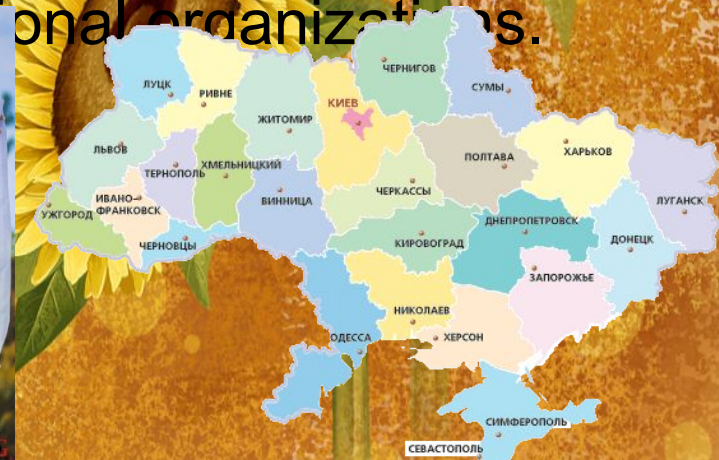 onal organizations.
ЧЕРНИГОВ
ЛУЦК
РИВНЕ
СУМЫ
КИЕВ
ЖИТОМИР
ЛЬВОВ
ПОЛТАВА
ХАРЬКОВ
ТЕРНОПОЛЬ
ХМЕЛЬНИЦКИЙ
ИВАНО-
ФРАНКОВСК
ВИННИЦА
ЧЕРКАССЫ
ЛУГАНСК
УЖГОРОД
ЧЕРНОВЦЫ
КИРОВОГРАД
ДНЕПРОПЕТРОВСК
ДОНЕЦК
ЗАПОРОЖЬЕ
НИКОЛАЕВ
ОДЕССА
ХЕРСОН
СИМФЕРОПОЛЬ
СЕВАСТОПОЛЬ